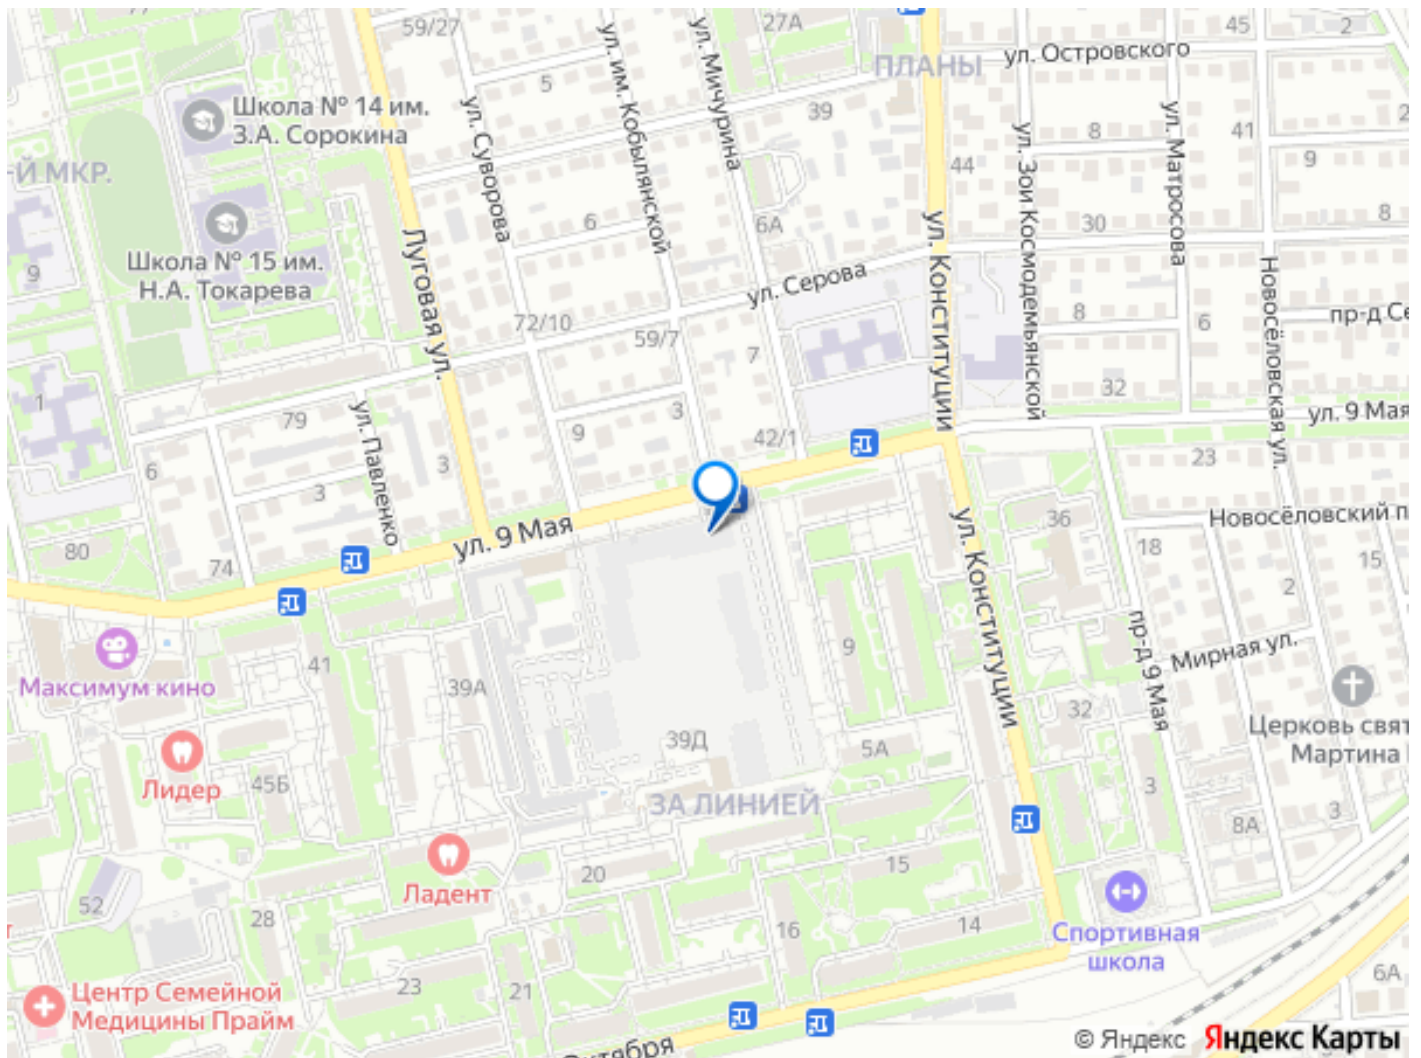 59/27
27А
45
2
ул. Островского
ПЛАНЫ
ул. Мичурина
ул. им. Кобылянской
5
Школа № 14 им.
З.А. Сорокина
ул. Суворова
39
8
41
ул. Матросова
ул. Зои Космодемьянской
9
44
-Й МКР.
6
6А
30
8
ул. Конституции
Луговая ул.
Школа № 15 им.
Н.А. Токарева
9
ул. Серова
Новосёловская ул.
72/10
59/7
7
8
6
пр-д Се
1
79
ул. Павленко
3
32
ул. 9 Мая
9
42/1
3
6
3
23
ул. 9 Мая
80
74
ул. Конституции
36
Новосёловский п
18
15
2
пр-д 9 Мая
Мирная ул.
9
41
Максимум кино
39А
32
Церковь свят
Мартина
39Д
5А
45Б
Лидер
ЗА ЛИНИЕЙ
3
8А
3
Ладент
20
15
52
28
16
14
Спортивная
школа
23
21
6А
Центр Семейной
Медицины Прайм
© Яндекс Яндекс Карты